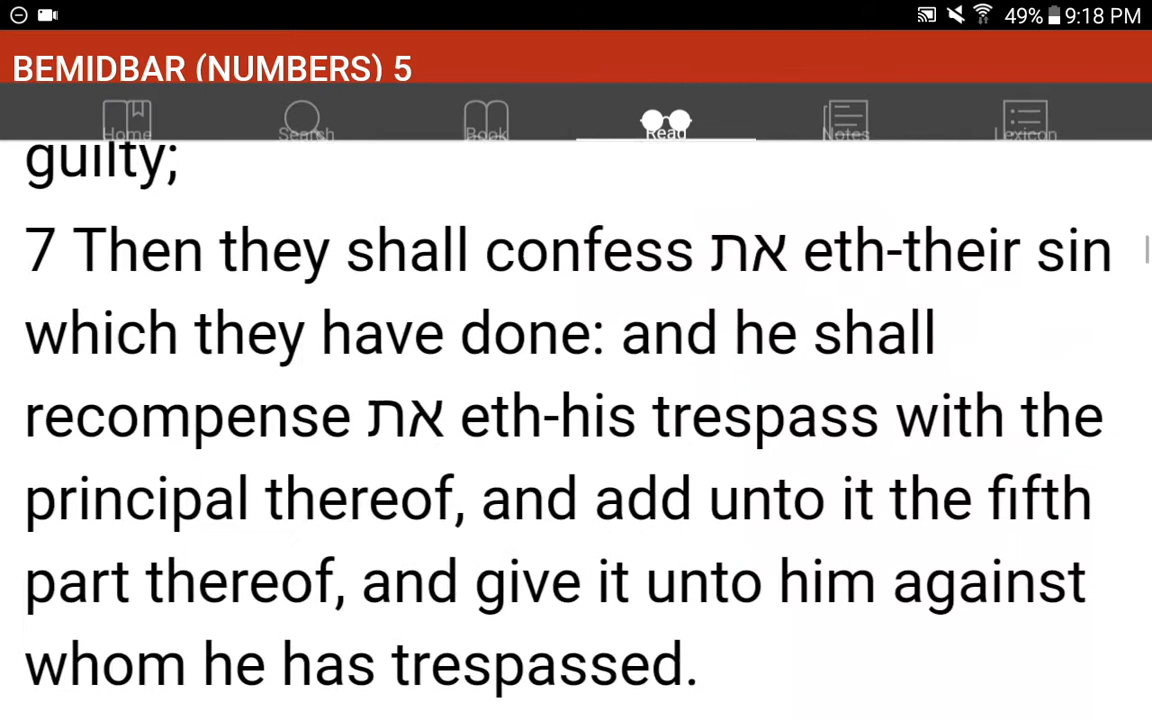 49% 9:18 PM
BEMIDBAR (NUMBERS) 5
Home Search Book Read Notes Lexicon
guilty;
7 Then they shall confess את eth-their sin
which they have done: and he shall
recompense את eth-his trespass with the
principal thereof, and add unto it the fifth
part thereof, and give it unto him against
whom he has trespassed.